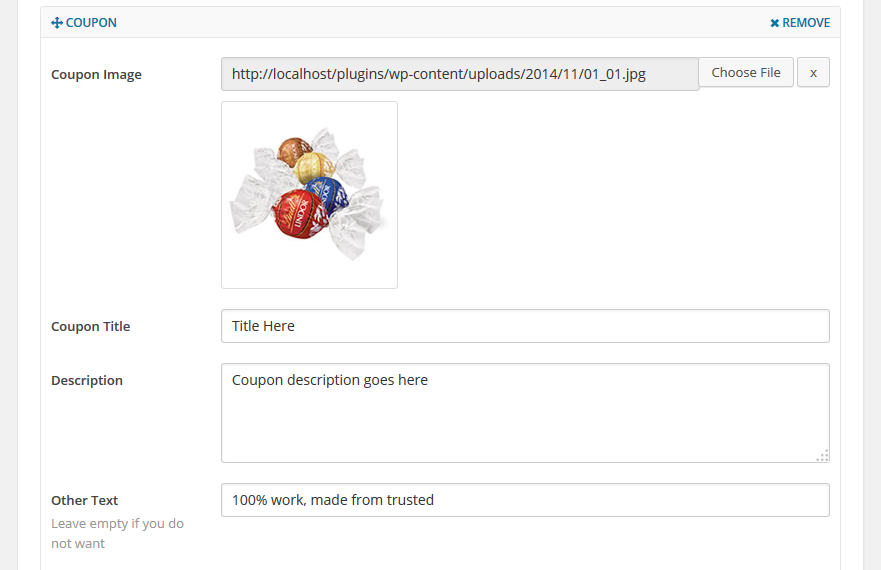 COUPON
REMOVE
Coupon Image
http://localhost/plugins/wp-content/uploads/2014/11/01_01.jpg
Choose File
x
LINDOR
LINDOR
Coupon Title
Title Here
Description
Coupon description goes here
Other Text
100% work, made from trusted
Leave empty if you do
not want